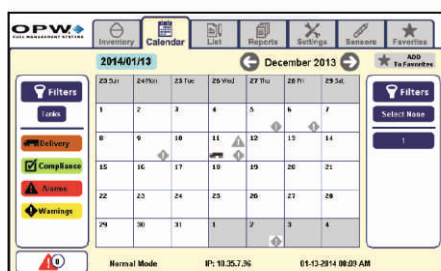 OPW
FUEL MANAGEMENT SYSTEMS
Inventory Calendar List Reports Settings Sensors Favorites
2014/01/13 December 2013 ADD To Favorites
Filters
Tanks
Delivery
Compliance
Alarms
Warnings
23 Sun 24 Mon 25 Tue 26 Wed 27 Thu 28 Fri 29 Sat
1 2 3 4 5 6 7
8 9 10 11 12 13 14
15 16 17 18 19 20 21
22 23 24 25 26 27 28
29 30 31 1 2 3 4
Filters
Select None
1
0 Normal Mode IP: 10.35.7.96 01-13-2014 08:09 AM